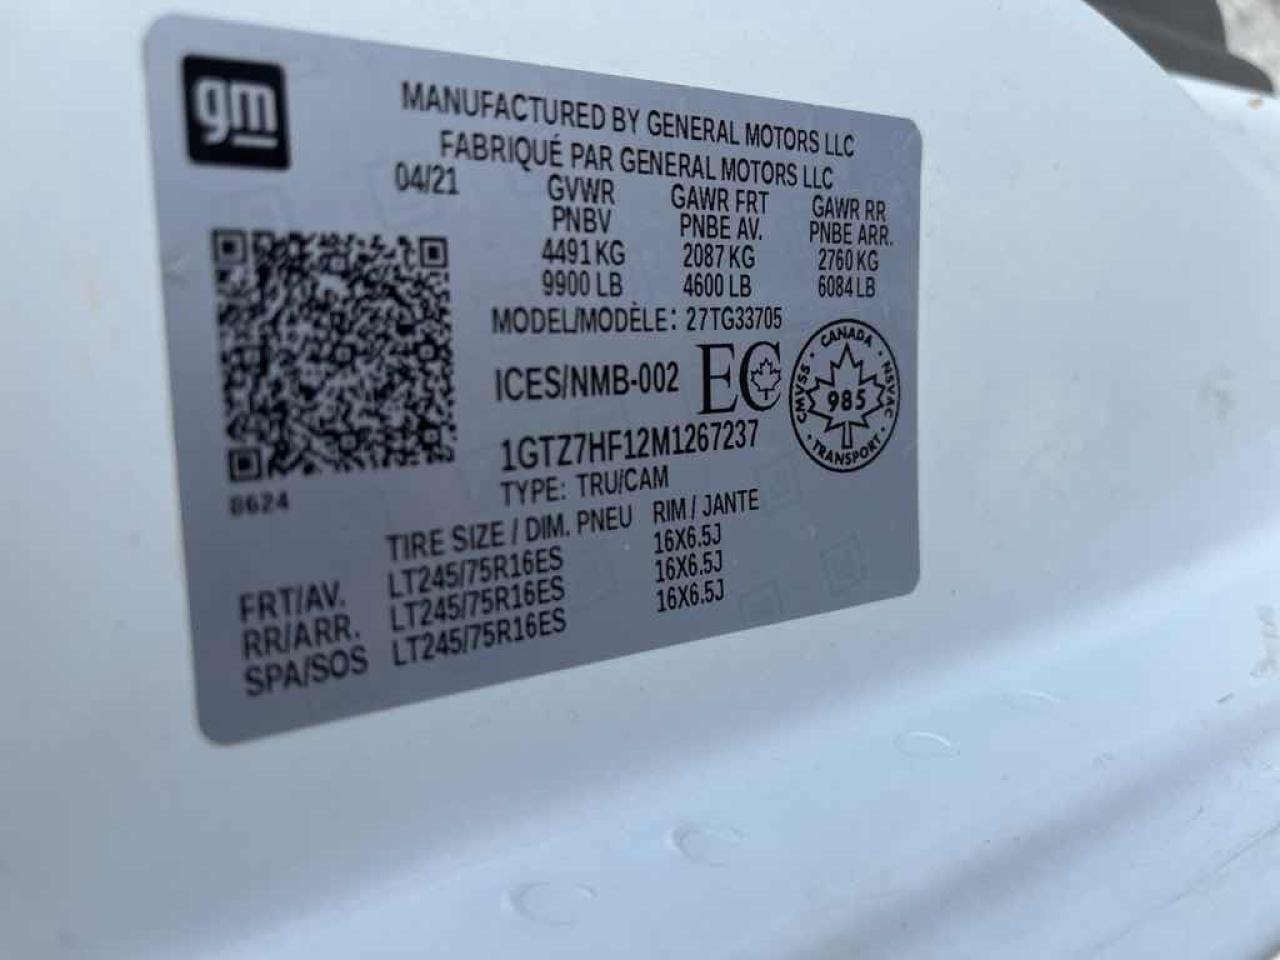 gm
MANUFACTURED BY GENERAL MOTORS LLC
FABRIQUÉ PAR GENERAL MOTORS LLC
04/21 GVWR GAWR FRT GAWR RR
PNBV PNBE AV. PNBE ARR.
4491 KG 2087 KG 2760 KG
9900 LB 4600 LB 6084 LB
MODEL/MODÈLE: 27TG33705
ICES/NMB-002 EC
CANADA
CMVSS 985 NSVAC
TRANSPORT
1GTZ7HF12M1267237
TYPE: TRU/CAM
8624
TIRE SIZE / DIM. PNEU RIM / JANTE
FRT/AV. LT245/75R16ES 16X6.5J
RR/ARR. LT245/75R16ES 16X6.5J
SPA/SOS LT245/75R16ES 16X6.5J